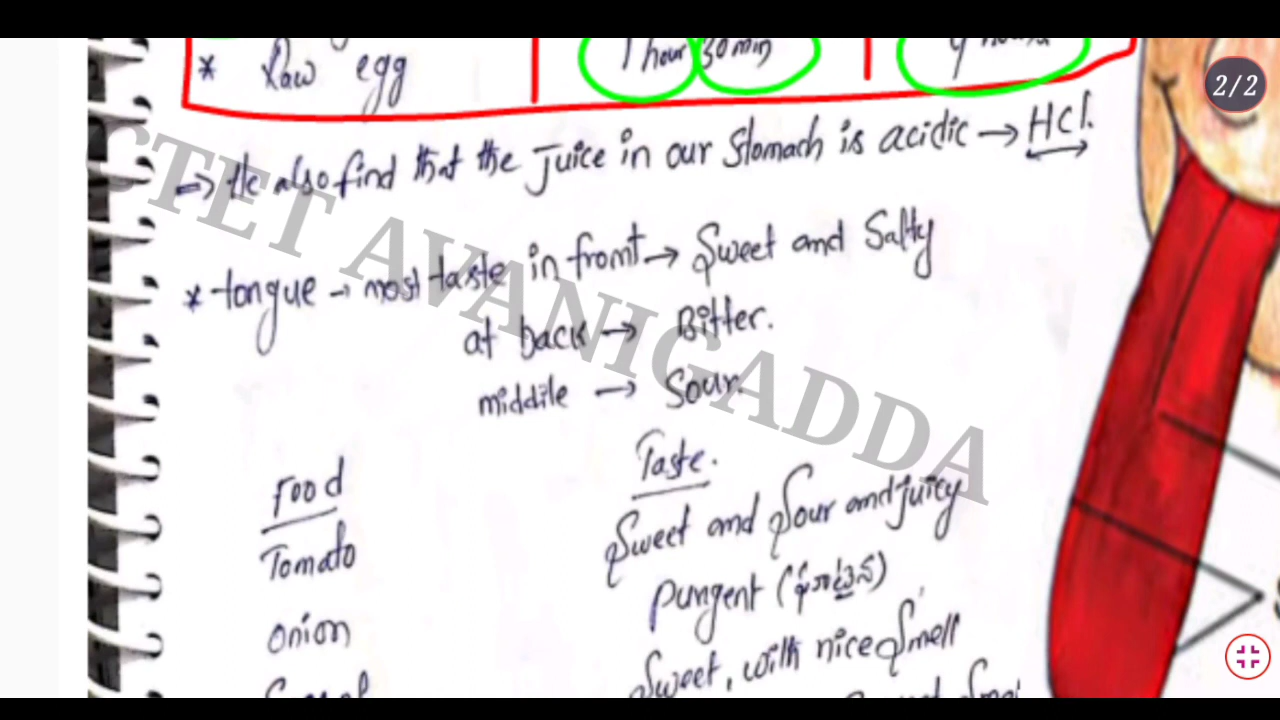 * Raw egg 1 hour 30 min
2/2
⇒ He also find that the Juice in our Stomach is acidic → HCl.
CTET AVANIGADDA
* tongue → most taste in front → Sweet and Salty
at back → Bitter.
middile → Sour.
Food Taste.
Tomato Sweet and Sour and juicy
onion pungent
Sweet, with nice Smell